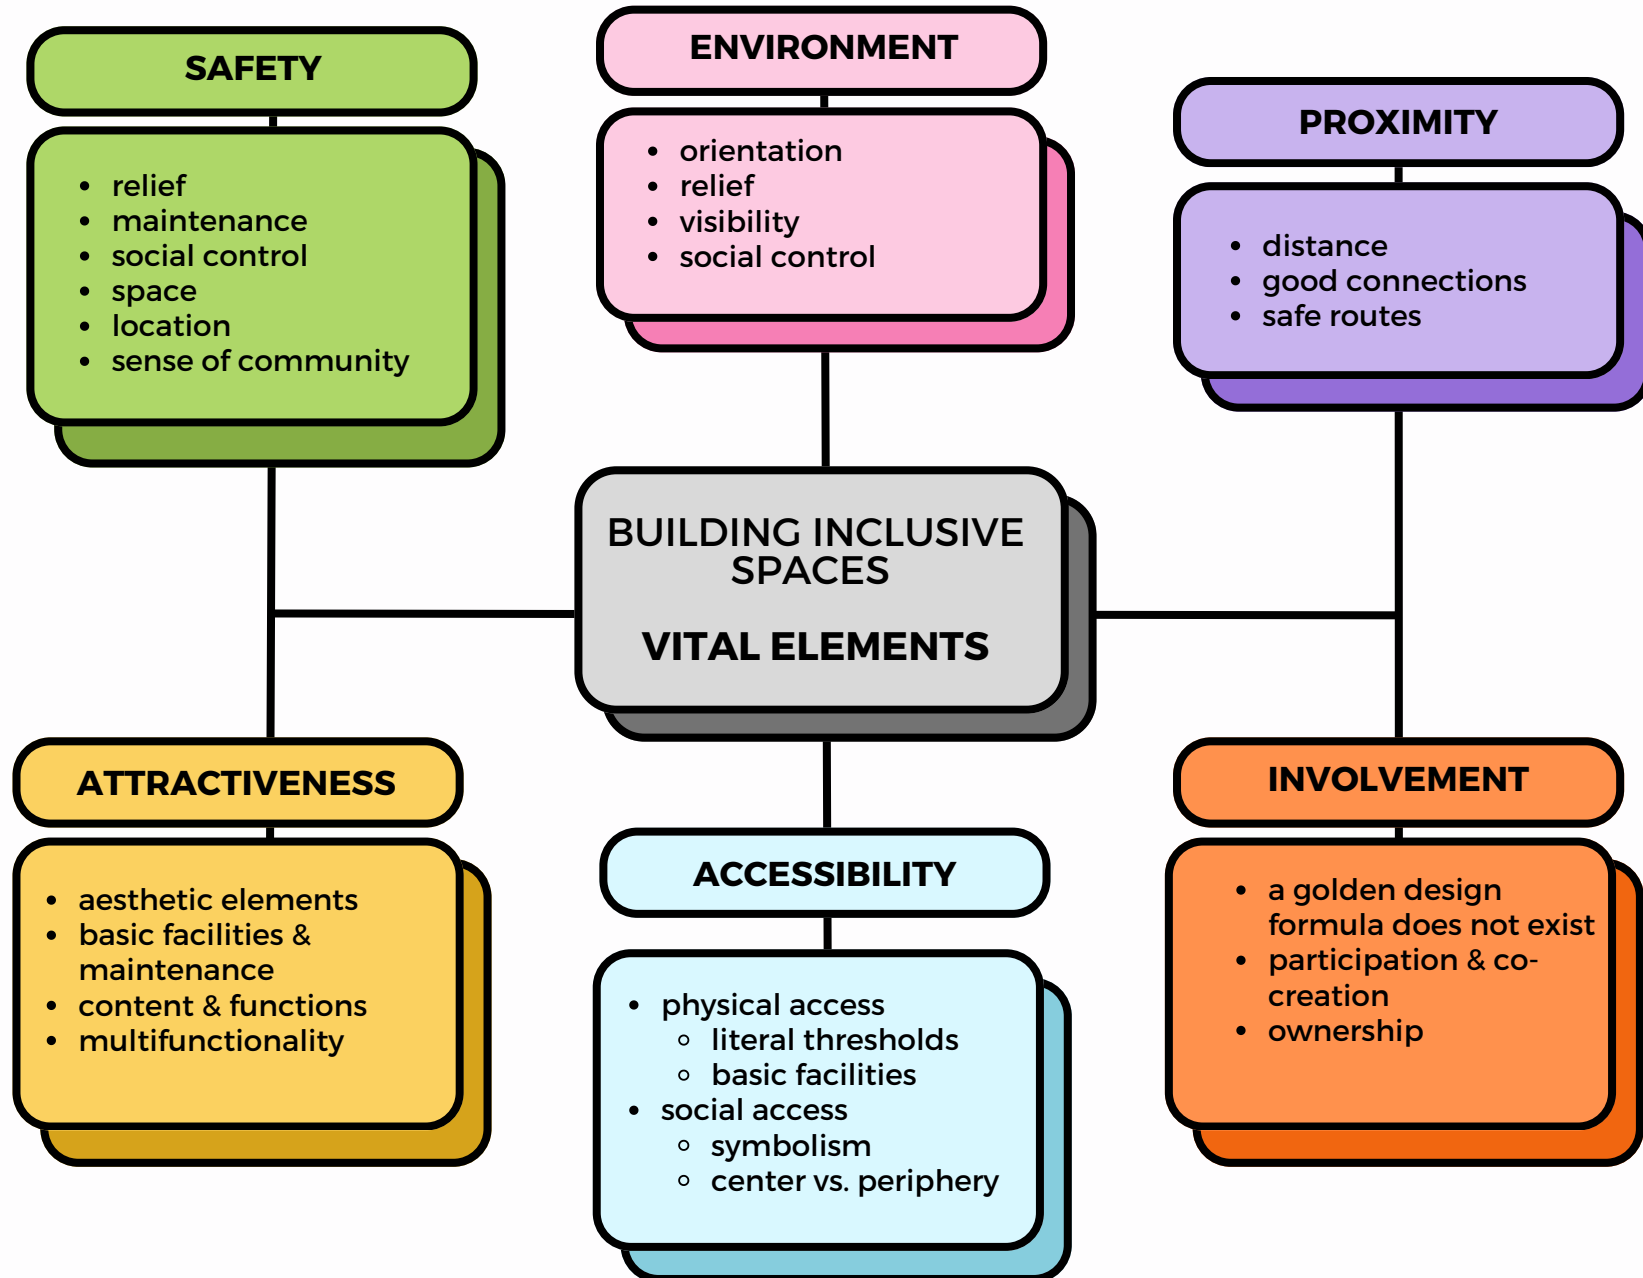 SAFETY
• relief
• maintenance
• social control
• space
• location
• sense of community
ENVIRONMENT
• orientation
• relief
• visibility
• social control
PROXIMITY
• distance
• good connections
• safe routes
BUILDING INCLUSIVE
SPACES
VITAL ELEMENTS
ATTRACTIVENESS
• aesthetic elements
• basic facilities &
maintenance
• content & functions
• multifunctionality
ACCESSIBILITY
• physical access
◦ literal thresholds
◦ basic facilities
• social access
◦ symbolism
◦ center vs. periphery
INVOLVEMENT
• a golden design
formula does not exist
• participation & co-
creation
• ownership